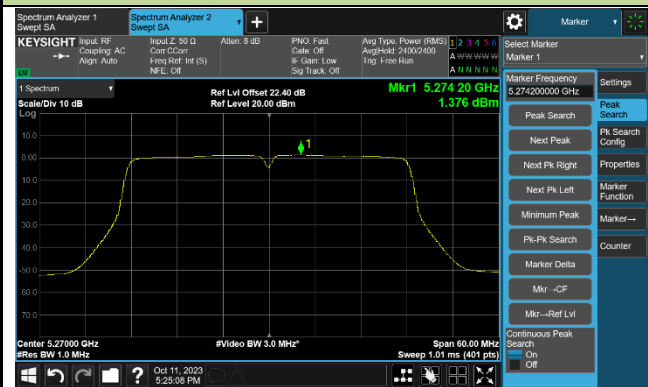 Spectrum Analyzer 1
Swept SA
Spectrum Analyzer 2
Swept SA
+
Marker
KEYSIGHT
Input: RF
Coupling: AC
Align: Auto
Input Z: 50 Ω
Corr CCorr
Freq Ref: Int (S)
NFE: Off
Atten: 8 dB
PNO: Fast
Gate: Off
IF Gain: Low
Sig Track: Off
Avg Type: Power (RMS)
Avg|Hold: 2400/2400
Trig: Free Run
1 2 3 4 5 6
A W W W W W
A N N N N N
Select Marker
Marker 1
1 Spectrum
Scale/Div 10 dB
Log
Ref Lvl Offset 22.40 dB
Ref Level 20.00 dBm
Mkr1 5.274 20 GHz
1.376 dBm
1
10.0
0.00
10.0
20.0
30.0
40.0
-50.0
60.0
70.0
Center 5.27000 GHz
#Res BW 1.0 MHz
#Video BW 3.0 MHz*
Span 60.00 MHz
Sweep 1.01 ms (401 pts)
Marker Frequency
5.274200000 GHz
Peak Search
Next Peak
Next Pk Right
Next Pk Left
Minimum Peak
Pk-Pk Search
Marker Delta
Mkr→CF
Mkr→Ref Lvl
Continuous Peak
Search
On
Off
Settings
Peak
Search
Pk Search
Config
Properties
Marker
Function
Marker→
Counter
?
Oct 11, 2023
5:25:08 PM